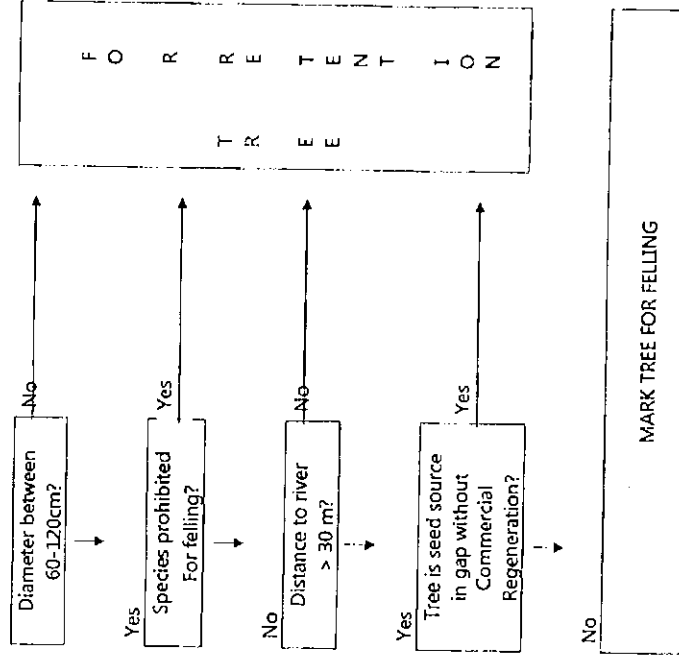 Diameter between
60-120cm?
No
Yes
Species prohibited
For felling?
Yes
No
Distance to river
> 30 m?
No
Yes
Tree is seed source
in gap without
Commercial
Regeneration?
Yes
No
TREE
FOR RETENTION
MARK TREE FOR FELLING